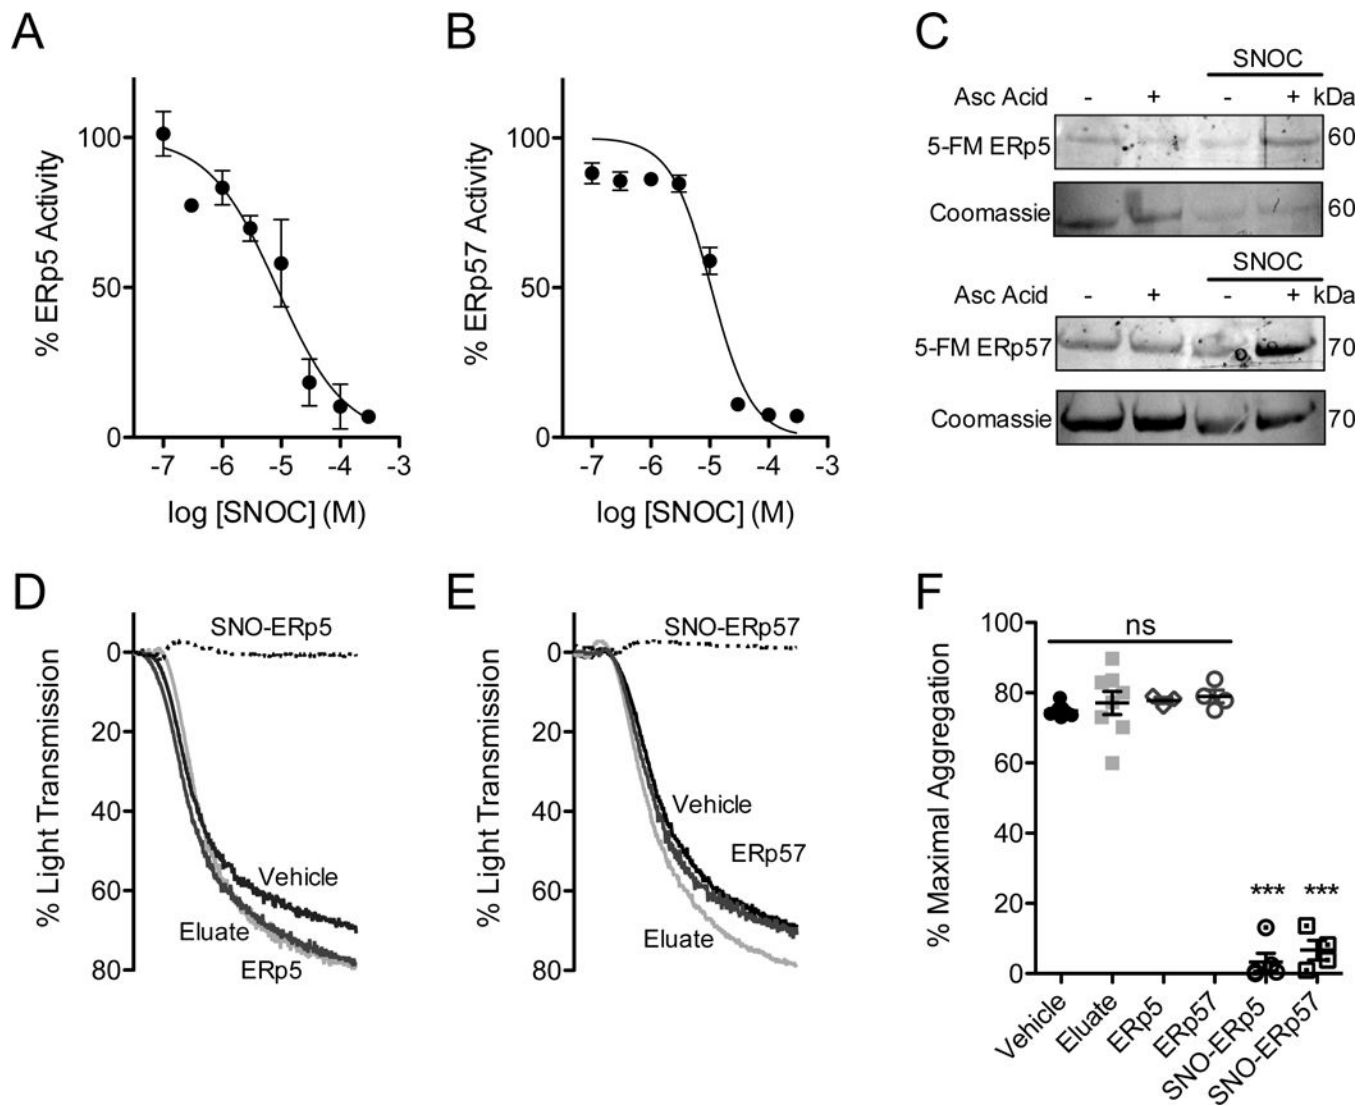 A
100
50
0
% ERp5 Activity
-7 -6 -5 -4 -3
log [SNOC] (M)
B
100
50
0
% ERp57 Activity
-7 -6 -5 -4 -3
log [SNOC] (M)
C
SNOC
Asc Acid - + - + kDa
5-FM ERp5 60
Coomassie 60
SNOC
Asc Acid - + - + kDa
5-FM ERp57 70
Coomassie 70
D
0
20
40
60
80
% Light Transmission
SNO-ERp5
Vehicle
Eluate
ERp5
E
0
20
40
60
80
% Light Transmission
SNO-ERp57
Vehicle
ERp57
Eluate
F
100
80
60
40
20
0
% Maximal Aggregation
ns
*** ***
Vehicle
Eluate
ERp5
ERp57
SNO-ERp5
SNO-ERp57